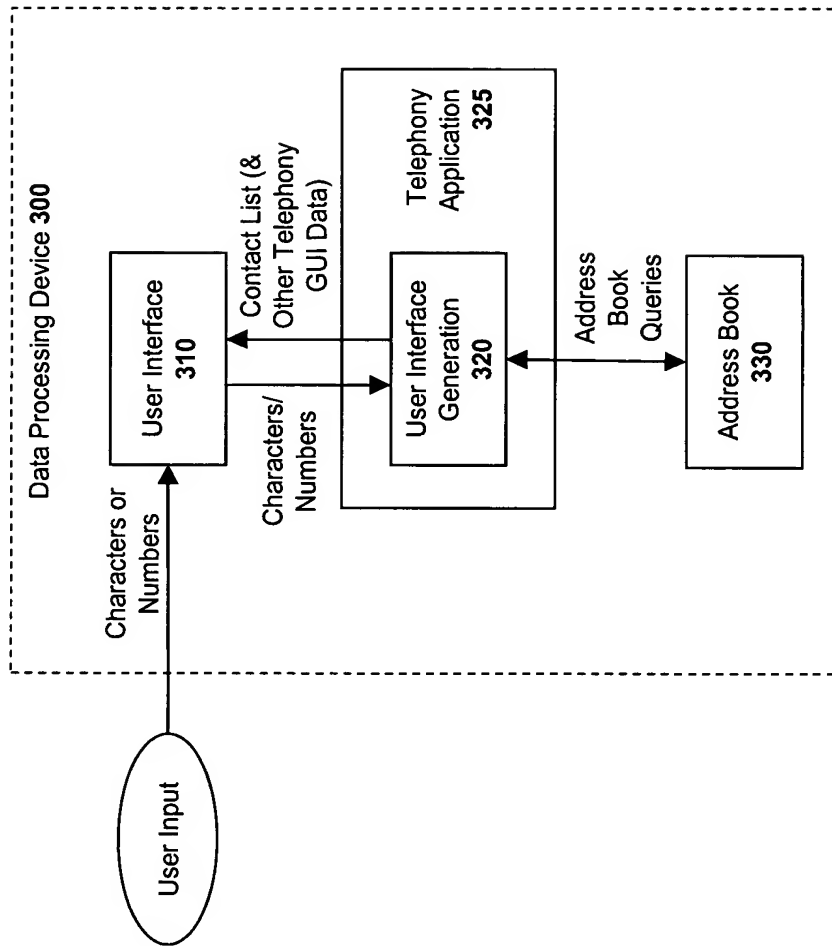 Data Processing Device 300
User Input
Characters or
Numbers
User Interface
310
Characters/
Numbers
Contact List (&
Other Telephony
GUI Data)
User Interface
Generation
320
Telephony
Application
325
Address
Book
Queries
Address Book
330